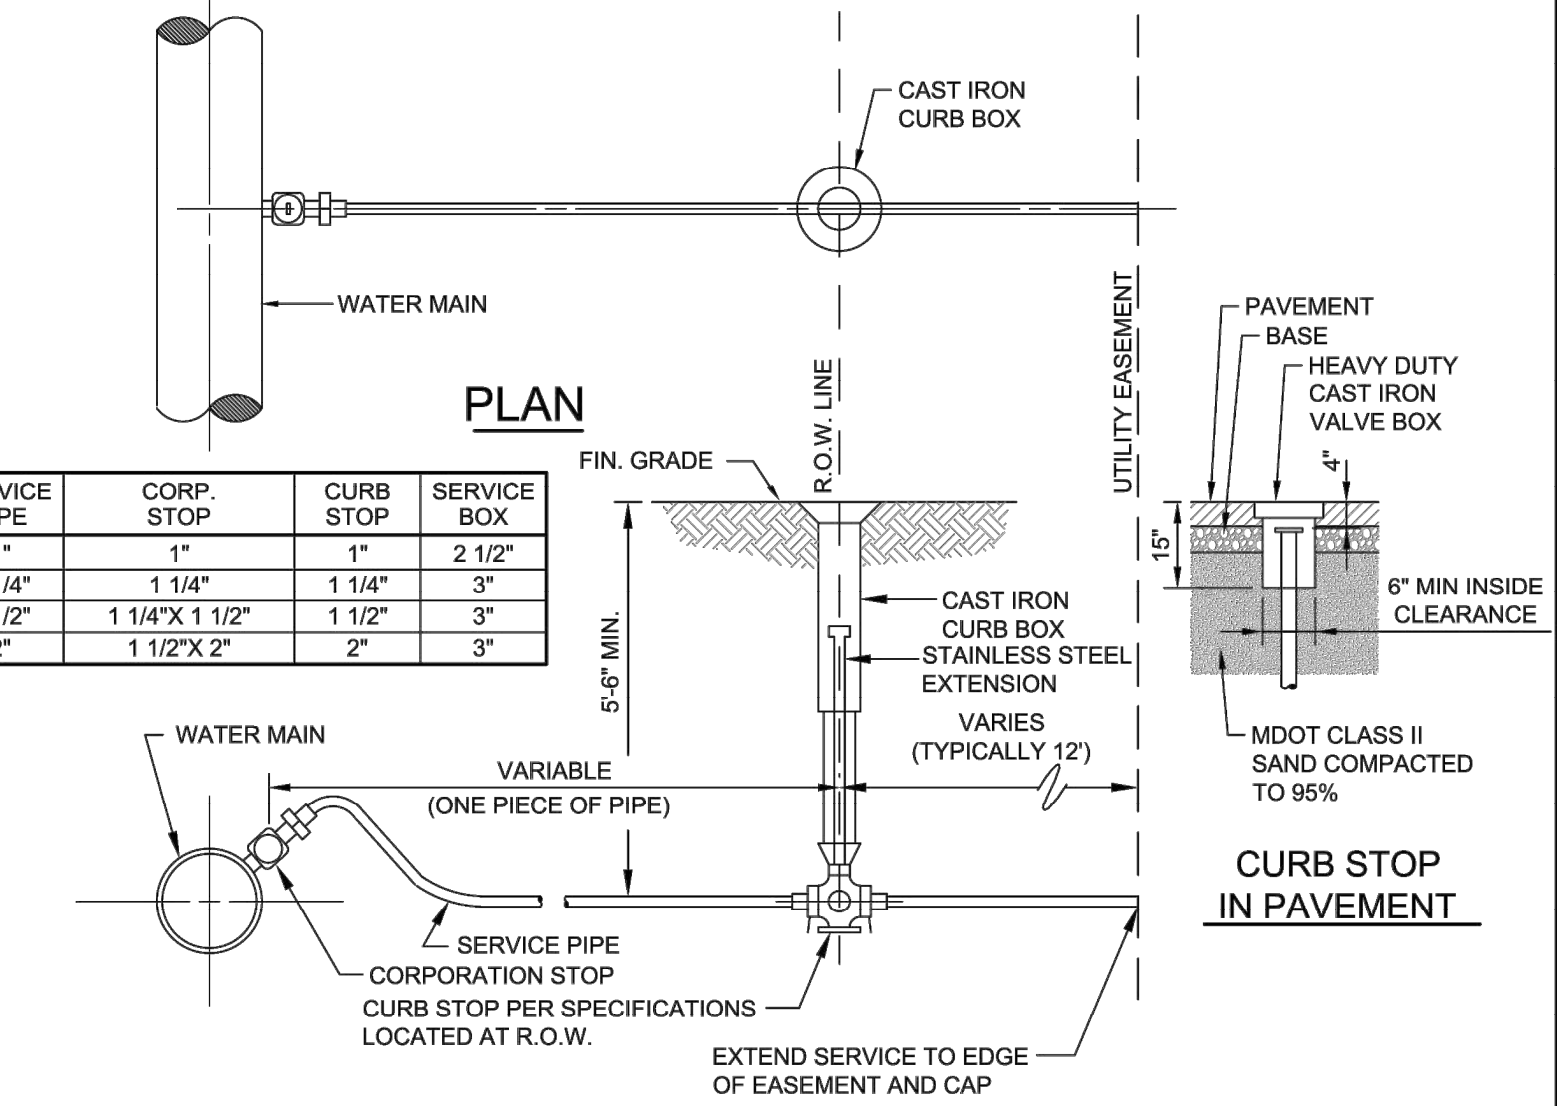 CAST IRON
CURB BOX
WATER MAIN
PLAN
R.O.W. LINE
UTILITY EASEMENT
PAVEMENT
BASE
HEAVY DUTY
CAST IRON
VALVE BOX
4"
15"
6" MIN INSIDE
CLEARANCE
MDOT CLASS II
SAND COMPACTED
TO 95%
CURB STOP
IN PAVEMENT
FIN. GRADE
VICE CORP. CURB SERVICE
PE STOP STOP BOX
" 1" 1" 2 1/2"
/4" 1 1/4" 1 1/4" 3"
/2" 1 1/4"X 1 1/2" 1 1/2" 3"
" 1 1/2"X 2" 2" 3"
5'-6" MIN.
CAST IRON
CURB BOX
STAINLESS STEEL
EXTENSION
VARIES
(TYPICALLY 12')
WATER MAIN
VARIABLE
(ONE PIECE OF PIPE)
SERVICE PIPE
CORPORATION STOP
CURB STOP PER SPECIFICATIONS
LOCATED AT R.O.W.
EXTEND SERVICE TO EDGE
OF EASEMENT AND CAP